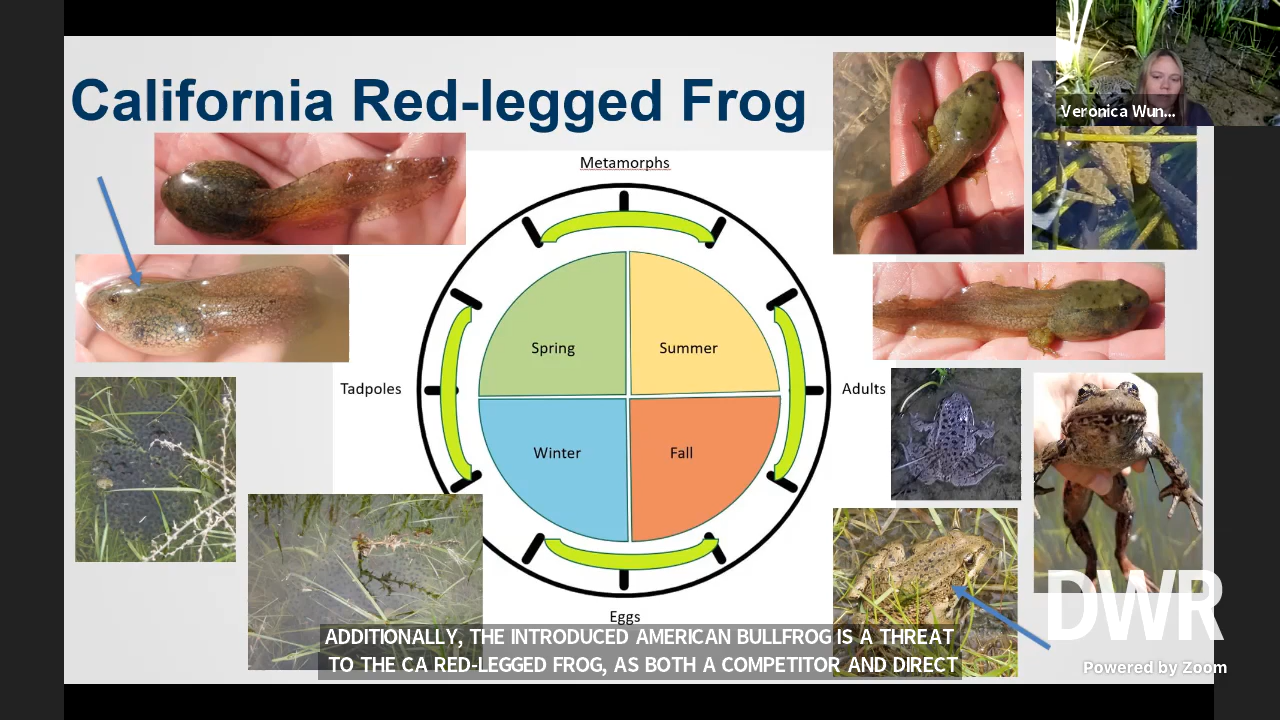 California Red-legged Frog
Veronica Wun...
Metamorphs
Spring
Summer
Tadpoles
Adults
Winter
Fall
Eggs
ADDITIONALLY, THE INTRODUCED AMERICAN BULLFROG IS A THREAT
TO THE CA RED-LEGGED FROG, AS BOTH A COMPETITOR AND DIRECT
DWR
Powered by Zoom